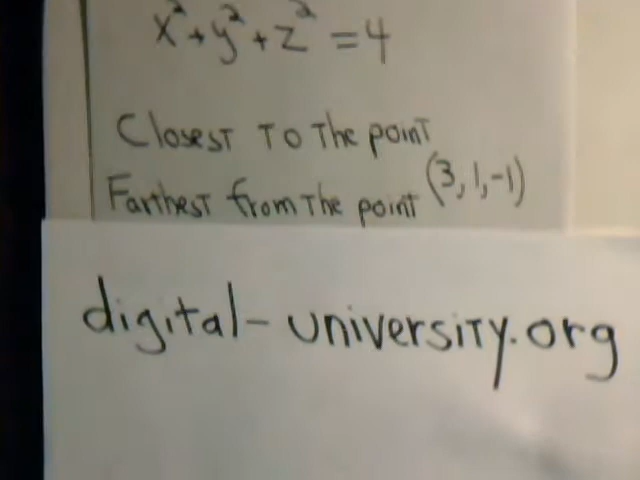 x²+y²+z²=4
Closest to the point
Farthest from the point (3,1,-1)
digital-university.org